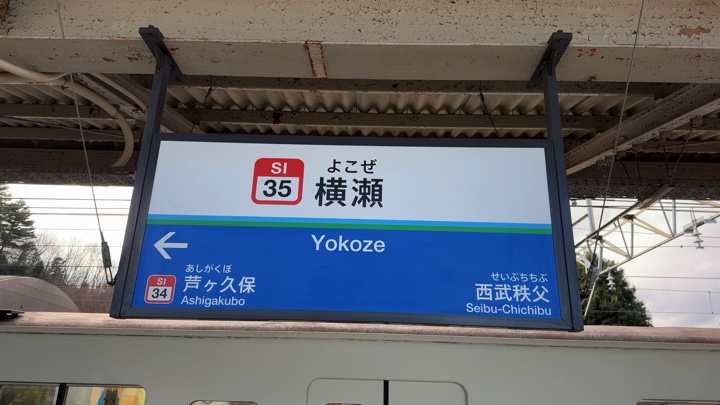 SI
35
よこぜ
横瀬
Yokoze
←
SI
34
あしがくぼ
芦ヶ久保
Ashigakubo
せいぶちちぶ
西武秩父
Seibu-Chichibu